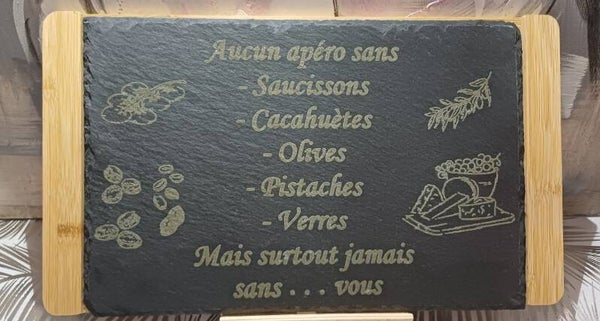 Aucun apéro sans
- Saucissons
- Cacahuètes
- Olives
- Pistaches
- Verres
Mais surtout jamais
sans . . . vous